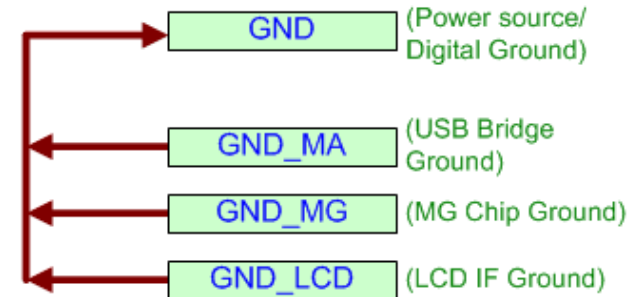 GND
(Power source/
Digital Ground)
GND_MA
(USB Bridge
Ground)
GND_MG
(MG Chip Ground)
GND_LCD
(LCD IF Ground)